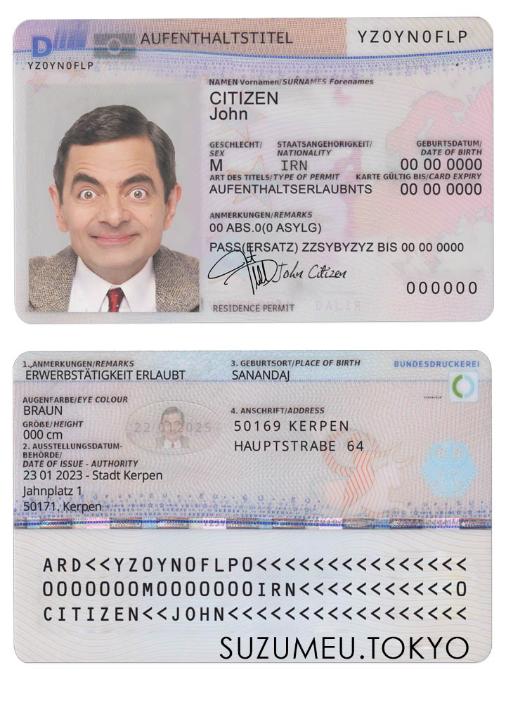 D AUFENTHALTSTITEL YZ0YN0FLP
YZ0YN0FLP
NAMEN Vornamen/SURNAMES Forenames
CITIZEN
John
GESCHLECHT/ STAATSANGEHÖRIGKEIT/ GEBURTSDATUM/
SEX NATIONALITY DATE OF BIRTH
M IRN 00 00 0000
ART DES TITELS/TYPE OF PERMIT KARTE GÜLTIG BIS/CARD EXPIRY
AUFENTHALTSERLAUBNTS 00 00 0000
ANMERKUNGEN/REMARKS
00 ABS.0(0 ASYLG)
PASS(ERSATZ) ZZSYBYZYZ BIS 00 00 0000
John Citizen
000000
RESIDENCE PERMIT
1.,ANMERKUNGEN/REMARKS 3. GEBURTSORT/PLACE OF BIRTH BUNDESDRUCKEREI
ERWERBSTÄTIGKEIT ERLAUBT SANANDAJ
AUGENFARBE/EYE COLOUR
BRAUN 4. ANSCHRIFT/ADDRESS
GRÖßE/HEIGHT 50169 KERPEN
000 cm HAUPTSTRABE 64
2. AUSSTELLUNGSDATUM-
BEHÖRDE/
DATE OF ISSUE - AUTHORITY
23 01 2023 - Stadt Kerpen
Jahnplatz 1
50171, Kerpen
ARD<<YZ0YN0FLP0<<<<<<<<<<<<<<<
0000000M0000000IRN<<<<<<<<<<<0
CITIZEN<<JOHN<<<<<<<<<<<<<<<<<
SUZUMEU.TOKYO